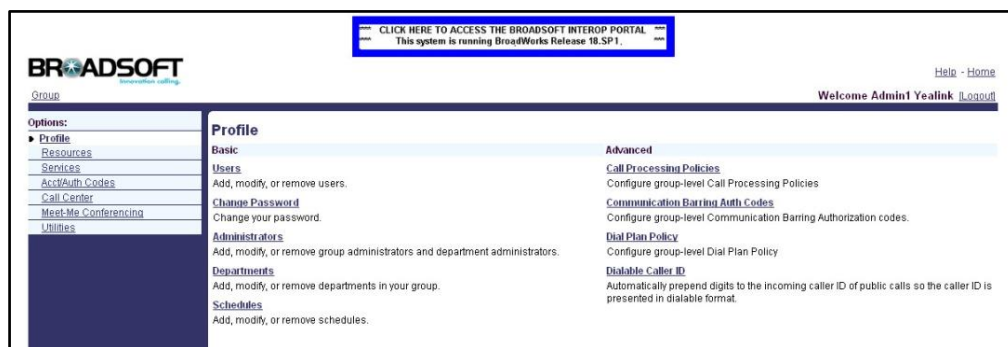 ^^^ CLICK HERE TO ACCESS THE BROADSOFT INTEROP PORTAL ^^^
^^^ This system is running BroadWorks Release 18.SP1. ^^^
BROADSOFT
innovation calling.
Help - Home
Group
Welcome Admin1 Yealink [Logout]
Options:
Profile
Resources
Services
Acct/Auth Codes
Call Center
Meet-Me Conferencing
Utilities
Profile
Basic
Users
Add, modify, or remove users.
Change Password
Change your password.
Administrators
Add, modify, or remove group administrators and department administrators.
Departments
Add, modify, or remove departments in your group.
Schedules
Add, modify, or remove schedules.
Advanced
Call Processing Policies
Configure group-level Call Processing Policies
Communication Barring Auth Codes
Configure group-level Communication Barring Authorization codes.
Dial Plan Policy
Configure group-level Dial Plan Policy
Dialable Caller ID
Automatically prepend digits to the incoming caller ID of public calls so the caller ID is
presented in dialable format.